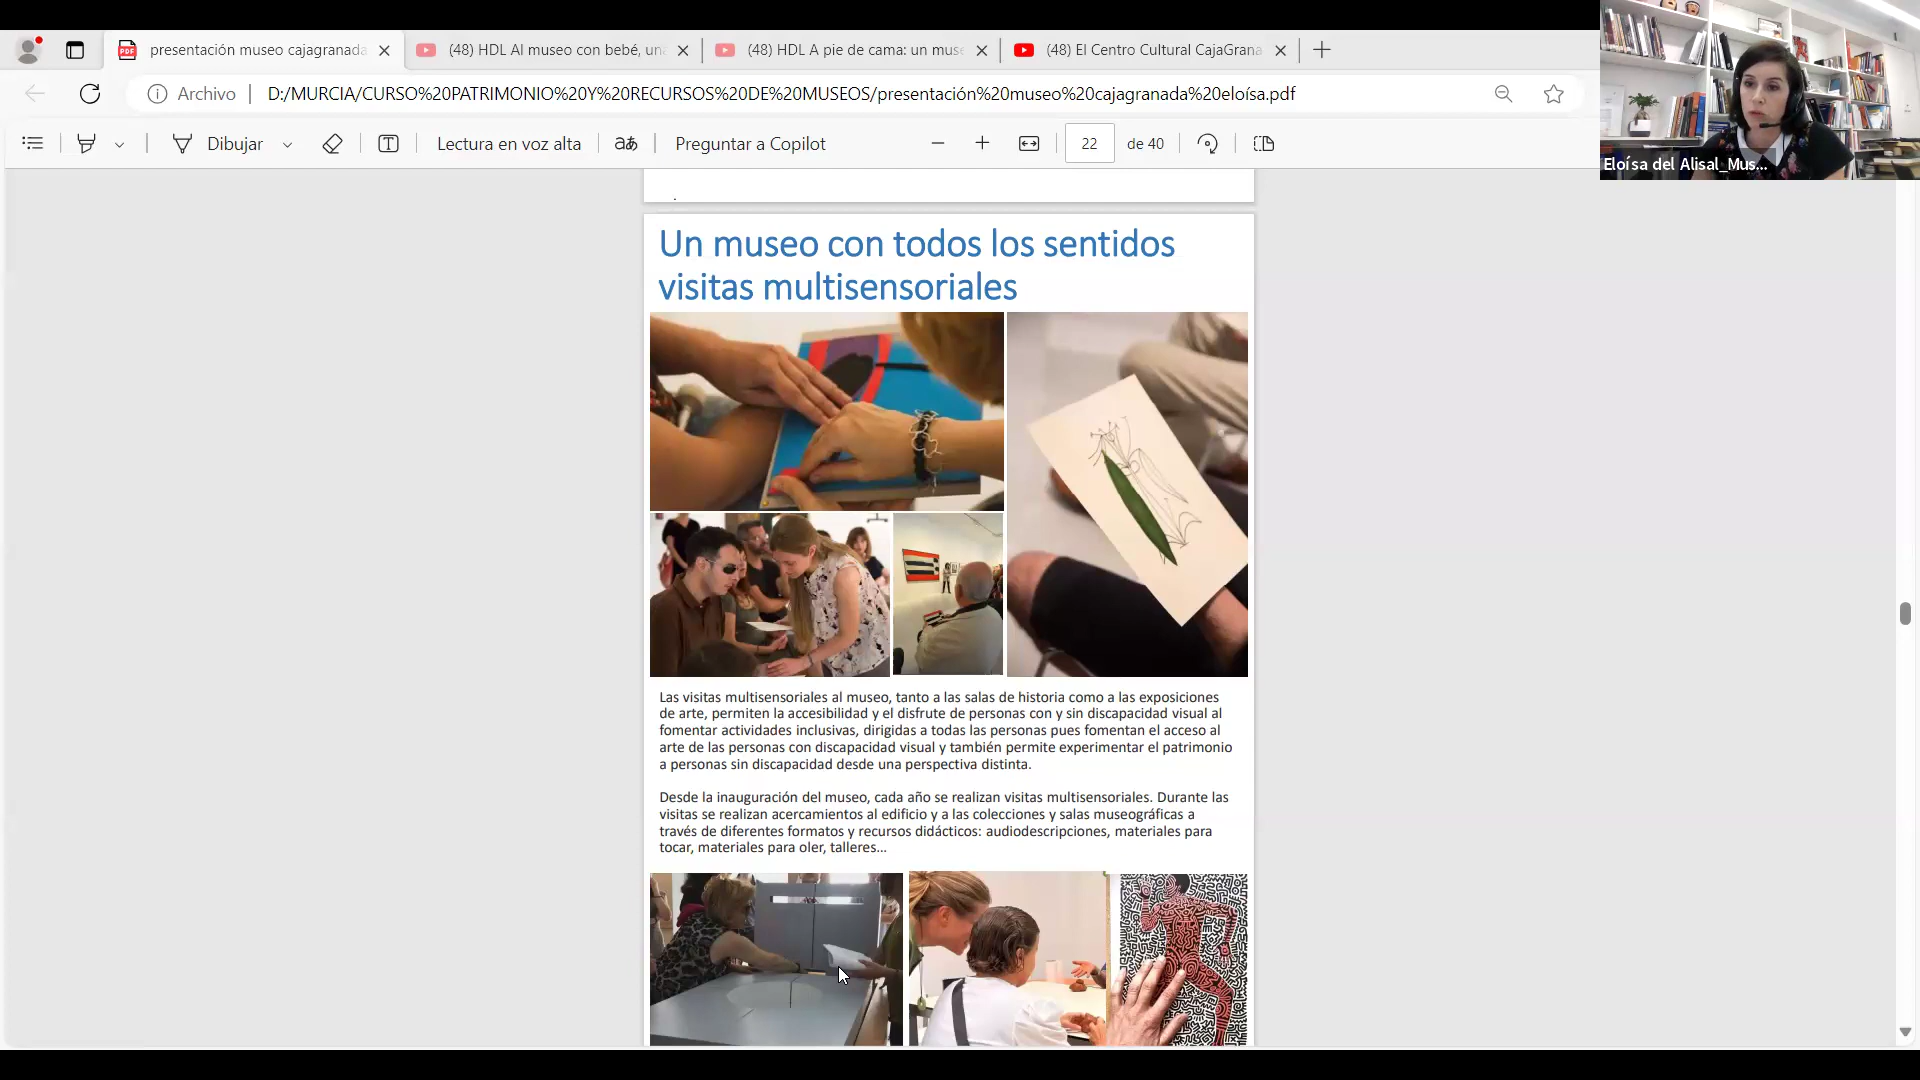 presentación museo cajagranada
(48) HDL Al museo con bebé, un
(48) HDL A pie de cama: un mus
(48) El Centro Cultural CajaGrana
Archivo
D:/MURCIA/CURSO%20PATRIMONIO%20Y%20RECURSOS%20DE%20MUSEOS/presentación%20museo%20cajagranada%20eloísa.pdf
Dibujar
Lectura en voz alta
aあ
Preguntar a Copilot
22
de 40
Eloísa del Alisal_Mus...
Un museo con todos los sentidos
visitas multisensoriales
Las visitas multisensoriales al museo, tanto a las salas de historia como a las exposiciones
de arte, permiten la accesibilidad y el disfrute de personas con y sin discapacidad visual al
fomentar actividades inclusivas, dirigidas a todas las personas pues fomentan el acceso al
arte de las personas con discapacidad visual y también permite experimentar el patrimonio
a personas sin discapacidad desde una perspectiva distinta.
Desde la inauguración del museo, cada año se realizan visitas multisensoriales. Durante las
visitas se realizan acercamientos al edificio y a las colecciones y salas museográficas a
través de diferentes formatos y recursos didácticos: audiodescripciones, materiales para
tocar, materiales para oler, talleres...